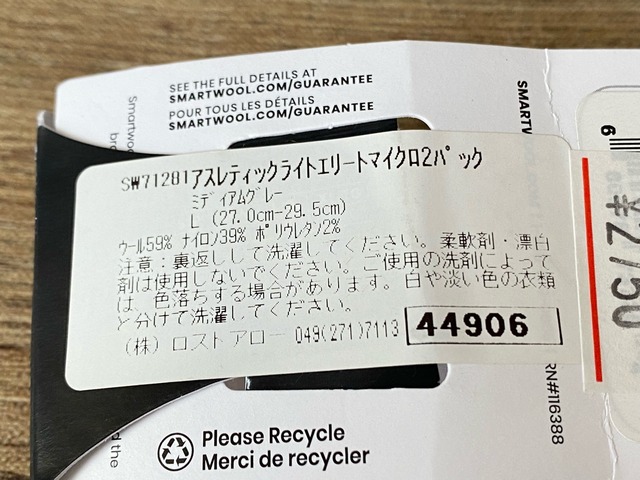 SEE THE FULL DETAILS AT
SMARTWOOL.COM/GUARANTEE
POUR TOUS LES DÉTAILS
SMARTWOOL.COM/GUARANTEE
SW71281アスレティックライトエリートマイクロ2パック
ミディアムグレー
L (27.0cm-29.5cm)
ウール59% ナイロン39% ポリウレタン2%
注意：裏返しして洗濯してください。柔軟剤・漂白
剤は使用しないでください。ご使用の洗剤によって
は、色落ちする場合があります。白や淡い色の衣類
と分けて洗濯してください。
(株) ロストアロー 049(271)7113
44906
Please Recycle
Merci de recycler
Smartwool
SMARTWOOL
RN#116388
6
¥2750
d the